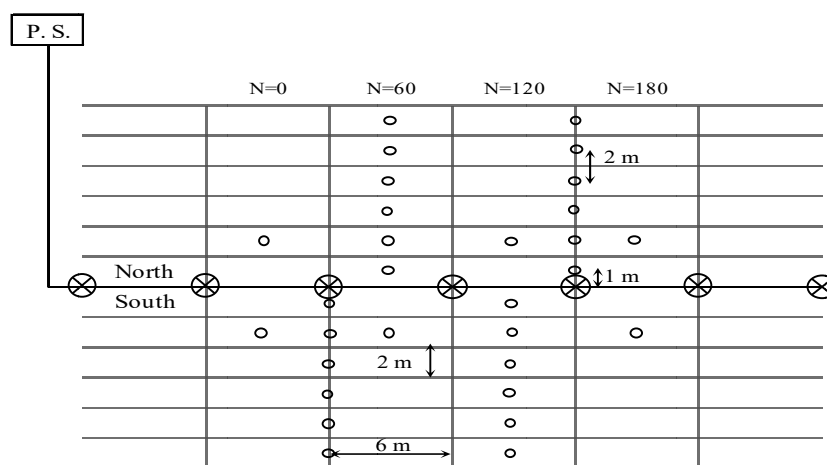 P. S.
N=0 N=60 N=120 N=180
2 m
North
1 m
South
2 m
6 m